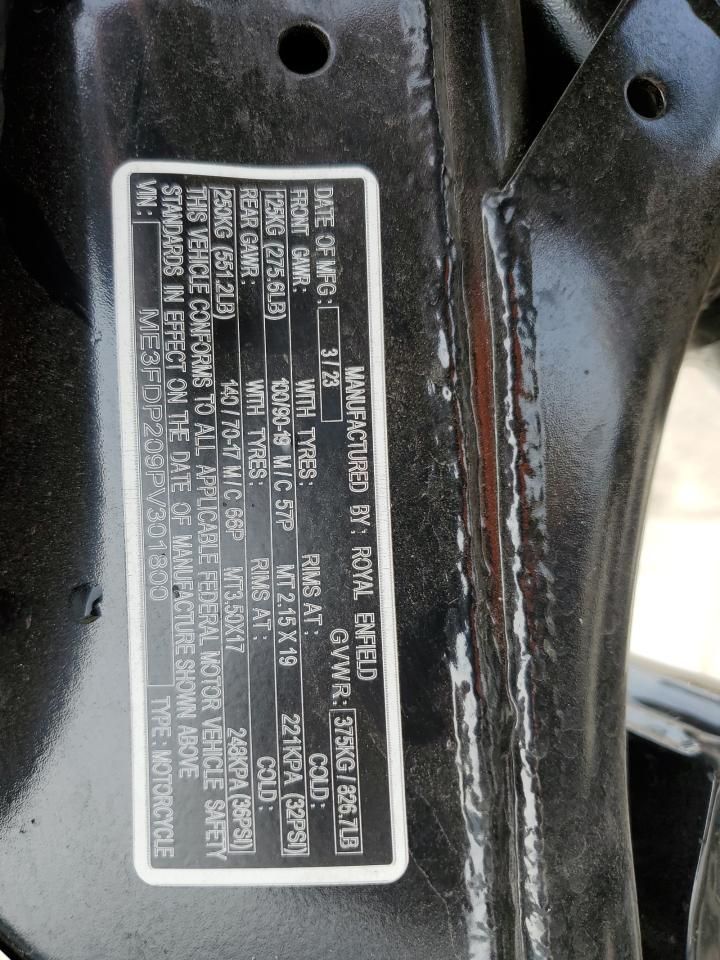 MANUFACTURED BY: ROYAL ENFIELD
DATE OF MFG: 3/23 GVWR: 375KG/826.7LB
FRONT GAWR: WITH TYRES: RIMS AT: COLD:
125KG (275.6LB) 100/90-19 M/C 57P MT 2.15 X 19 221KPA (32PSI)
REAR GAWR: WITH TYRES: RIMS AT: COLD:
250KG (551.2LB) 140/70-17 M/C 66P MT3.50X17 248KPA (36PSI)
THIS VEHICLE CONFORMS TO ALL APPLICABLE FEDERAL MOTOR VEHICLE SAFETY
STANDARDS IN EFFECT ON THE DATE OF MANUFACTURE SHOWN ABOVE
VIN: ME3FDP209PV301800 TYPE: MOTORCYCLE